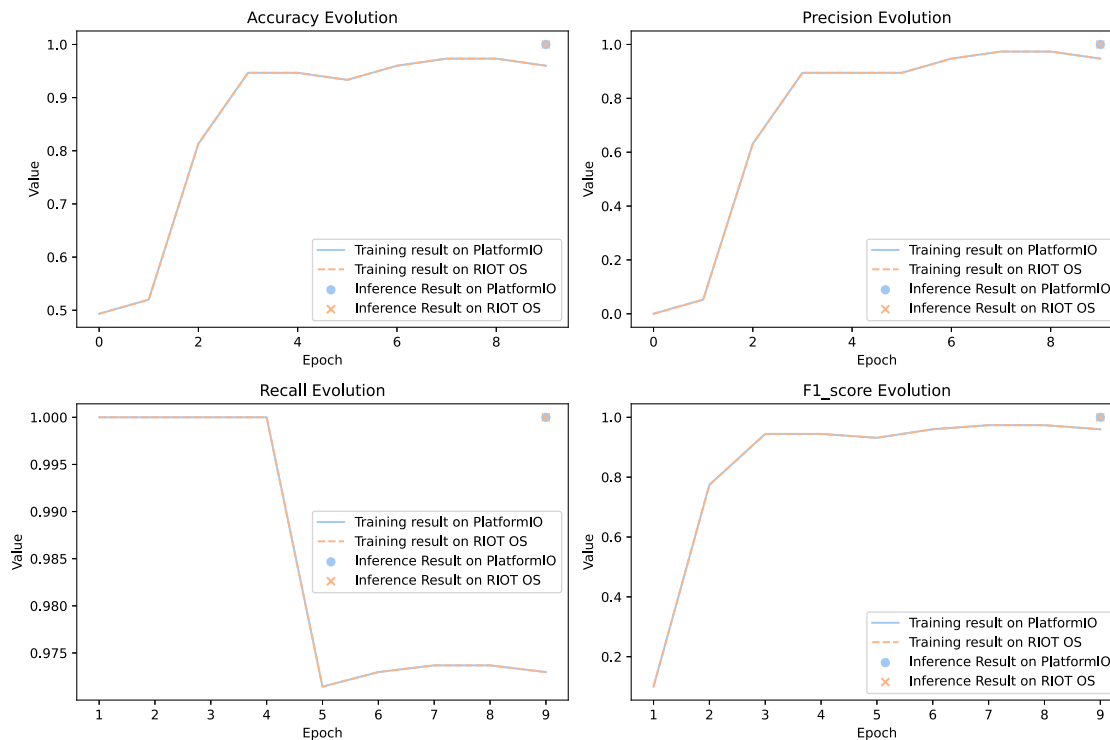 Accuracy Evolution
Value
1.0
0.9
0.8
0.7
0.6
0.5
Training result on PlatformIO
Training result on RIOT OS
Inference Result on PlatformIO
Inference Result on RIOT OS
0 2 4 6 8
Epoch
Precision Evolution
Value
1.0
0.8
0.6
0.4
0.2
0.0
Training result on PlatformIO
Training result on RIOT OS
Inference Result on PlatformIO
Inference Result on RIOT OS
0 2 4 6 8
Epoch
Recall Evolution
Value
1.000
0.995
0.990
0.985
0.980
0.975
Training result on PlatformIO
Training result on RIOT OS
Inference Result on PlatformIO
Inference Result on RIOT OS
1 2 3 4 5 6 7 8 9
Epoch
F1_score Evolution
Value
1.0
0.8
0.6
0.4
0.2
Training result on PlatformIO
Training result on RIOT OS
Inference Result on PlatformIO
Inference Result on RIOT OS
1 2 3 4 5 6 7 8 9
Epoch